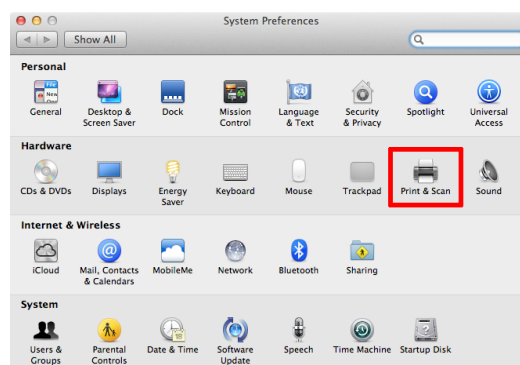 System Preferences
Show All
Personal
General
Desktop &
Screen Saver
Dock
Mission
Control
Language
& Text
Security
& Privacy
Spotlight
Universal
Access
Hardware
CDs & DVDs
Displays
Energy
Saver
Keyboard
Mouse
Trackpad
Print & Scan
Sound
Internet & Wireless
iCloud
Mail, Contacts
& Calendars
MobileMe
Network
Bluetooth
Sharing
System
Users &
Groups
Parental
Controls
Date & Time
Software
Update
Speech
Time Machine
Startup Disk